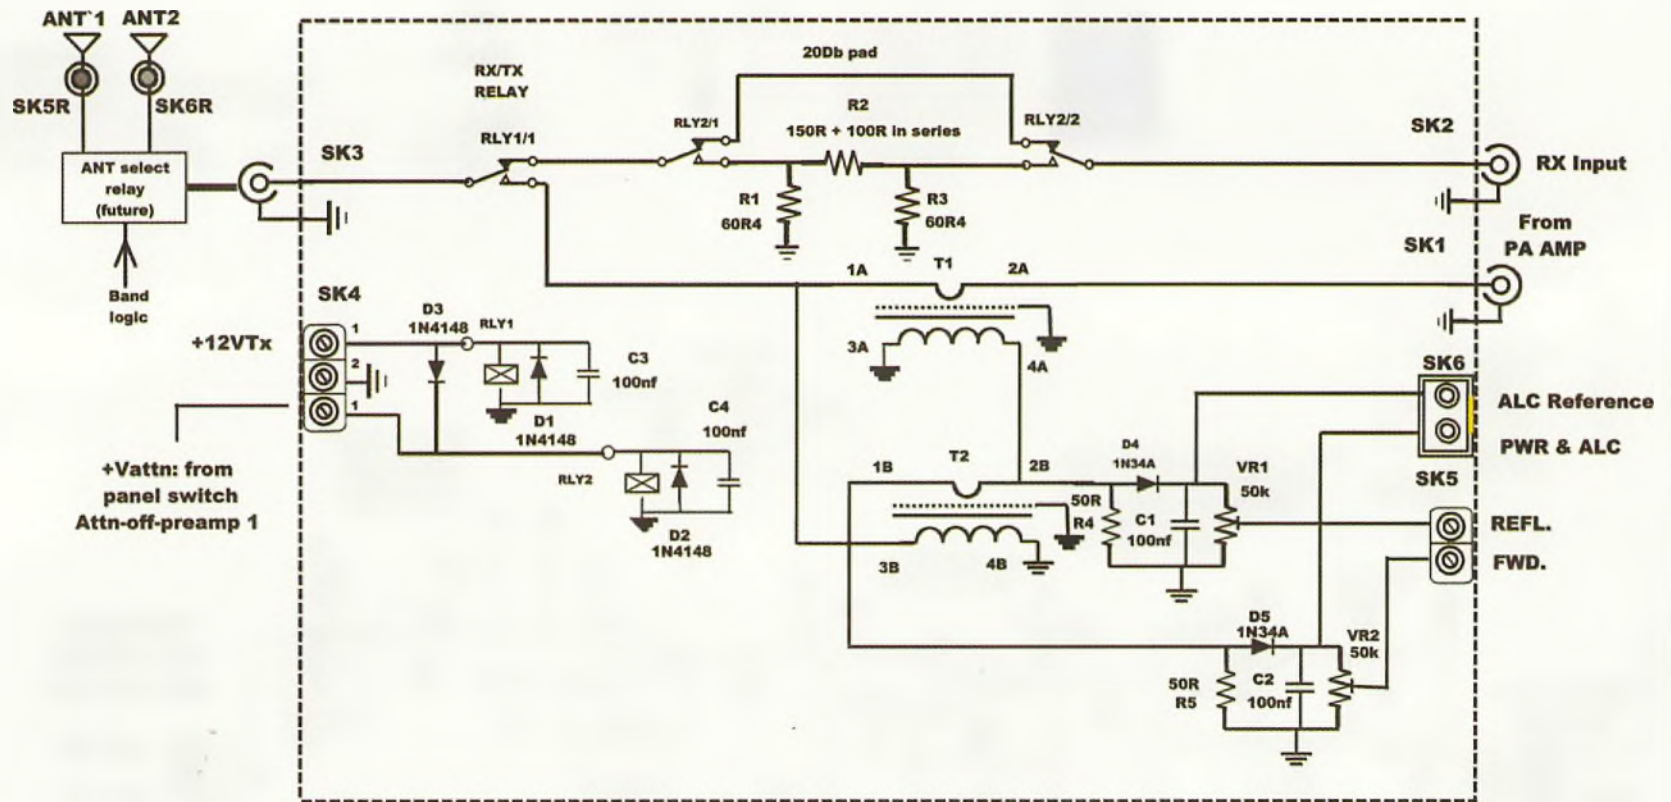 ANT`1 ANT2
SK5R SK6R
ANT select
relay
(future)
Band
logic
SK3
RX/TX
RELAY
RLY1/1
RLY2/1
20Db pad
R2
150R + 100R in series
RLY2/2
R1
60R4
R3
60R4
SK2
RX Input
SK1
From
PA AMP
1A T1 2A
3A 4A
SK4
+12VTx
1
2
1
D3
1N4148
RLY1
C3
100nf
D1
1N4148
C4
100nf
RLY2
D2
1N4148
+Vattn: from
panel switch
Attn-off-preamp 1
1B T2 2B
3B 4B
D4
1N34A
50R
R4
C1
100nf
VR1
50k
SK6
ALC Reference
PWR & ALC
SK5
REFL.
FWD.
D5
1N34A
VR2
50k
50R
R5
C2
100nf